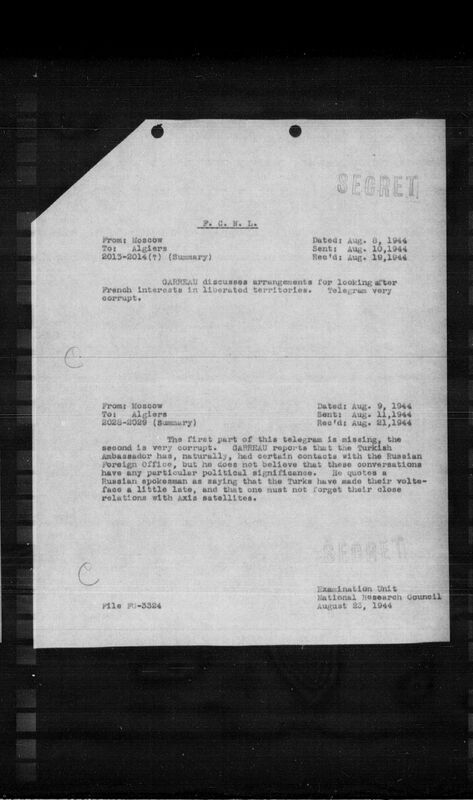 SECRET
F. C. N. L.
From: Moscow
To: Algiers
2013-2014(?) (Summary)
Dated: Aug. 8, 1944
Sent: Aug. 10,1944
Rec'd: Aug. 19,1944
GARREAU discusses arrangements for looking after
French interests in liberated territories. Telegram very
corrupt.
From: Moscow
To: Algiers
2028-2029 (Summary)
Dated: Aug. 9, 1944
Sent: Aug. 11,1944
Rec'd: Aug. 21,1944
The first part of this telegram is missing, the
second is very corrupt. GARREAU reports that the Turkish
Ambassador has, naturally, had certain contacts with the Russian
Foreign Office, but he does not believe that these conversations
have any particular political significance. He quotes a
Russian spokesman as saying that the Turks have made their volte-
face a little late, and that one must not forget their close
relations with Axis satellites.
SECRET
Examination Unit
National Research Council
August 23, 1944
File FU-3324